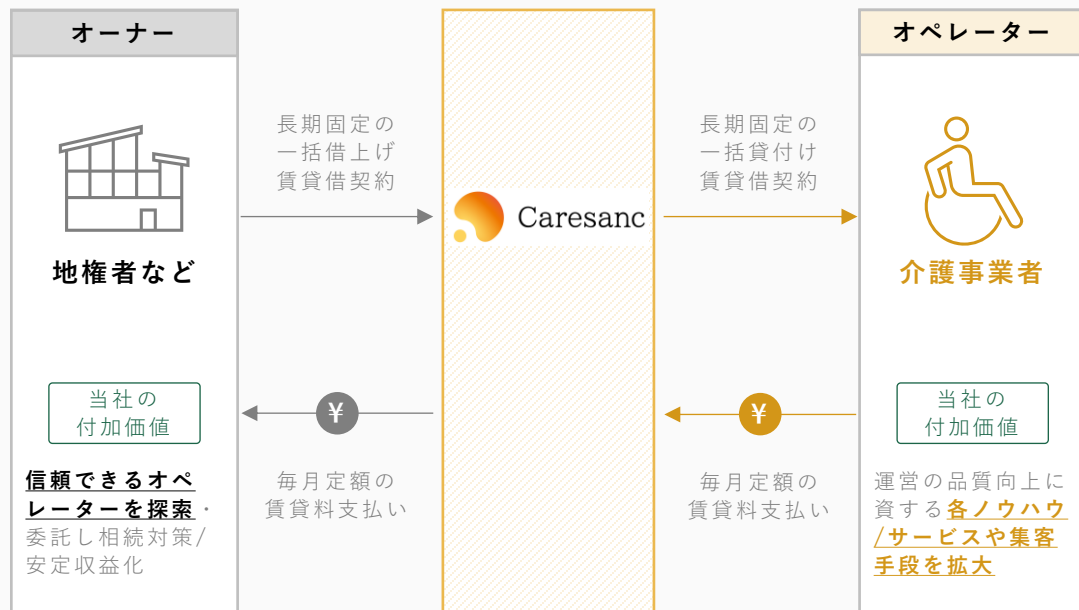 オーナー
オペレーター
長期固定の
一括借上げ
賃貸借契約
長期固定の
一括貸付け
賃貸借契約
Caresanc
地権者など
介護事業者
当社の
付加価値
¥
¥
当社の
付加価値
信頼できるオペ
レーターを探索・
委託し相続対策/
安定収益化
毎月定額の
賃貸料支払い
毎月定額の
賃貸料支払い
運営の品質向上に
資する各ノウハウ
/サービスや集客
手段を拡大